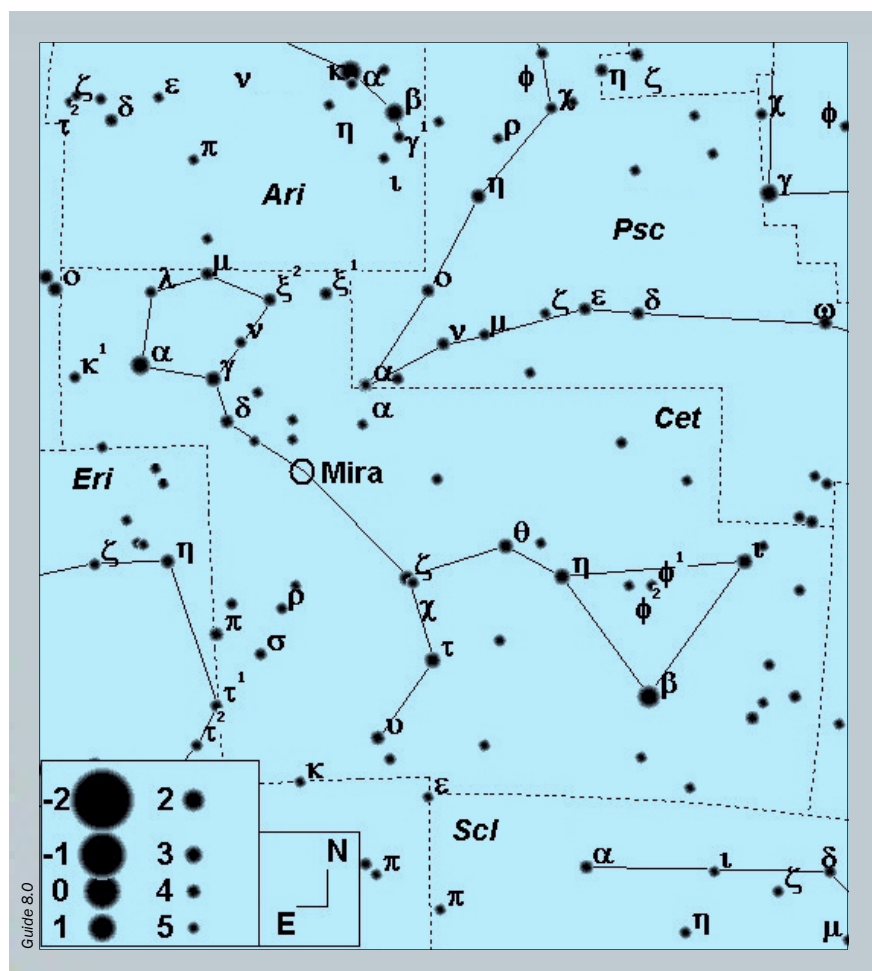 κ α φ η ζ
ζ ε ν β χ χ φ
τ² δ η γ¹ ρ
π ι η γ
Ari Psc
ο λ μ ξ² ξ¹ ο ζ ε δ ω
κ¹ α γ ν α ν μ
δ α Cet
Eri Mira
ζ η θ
ζ η φ¹ ι
π ρ χ φ²
σ τ
τ¹ β
τ² υ
κ ε
-2 2 Scl
-1 3 N π α ι δ
0 4 ζ
1 5 E π η μ
Guide 8.0